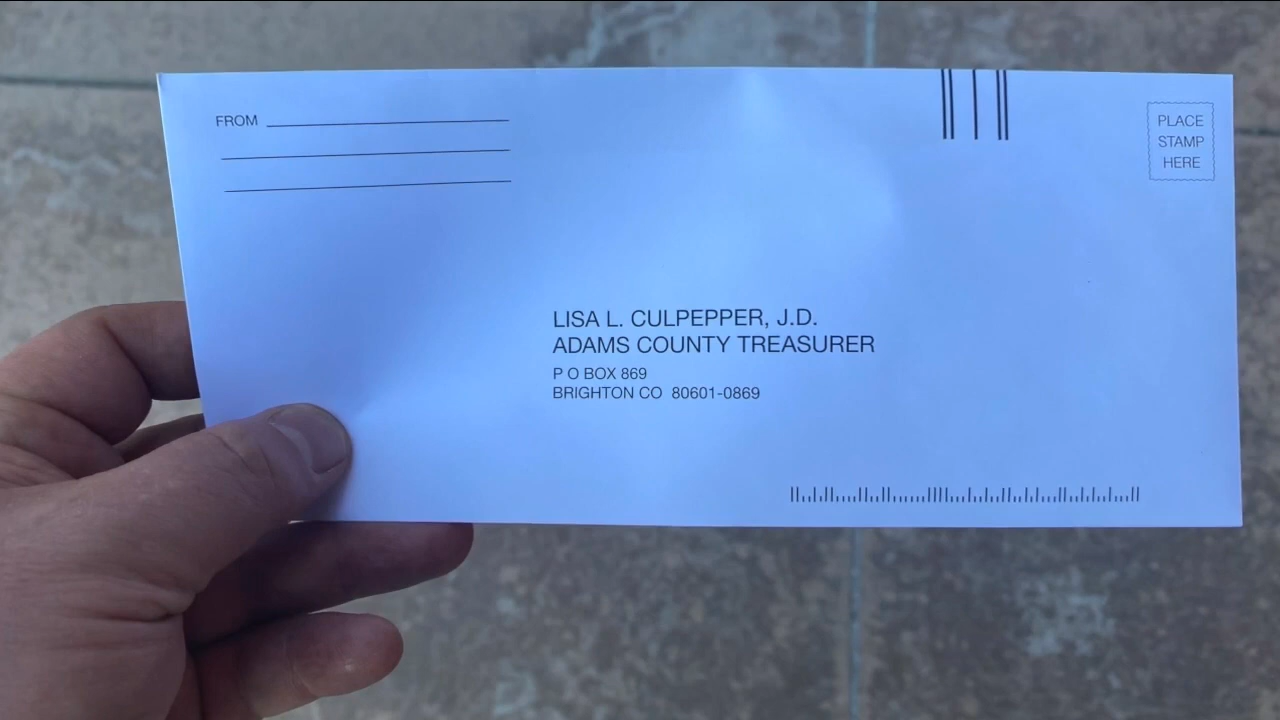 FROM
PLACE
STAMP
HERE
LISA L. CULPEPPER, J.D.
ADAMS COUNTY TREASURER
P O BOX 869
BRIGHTON CO 80601-0869